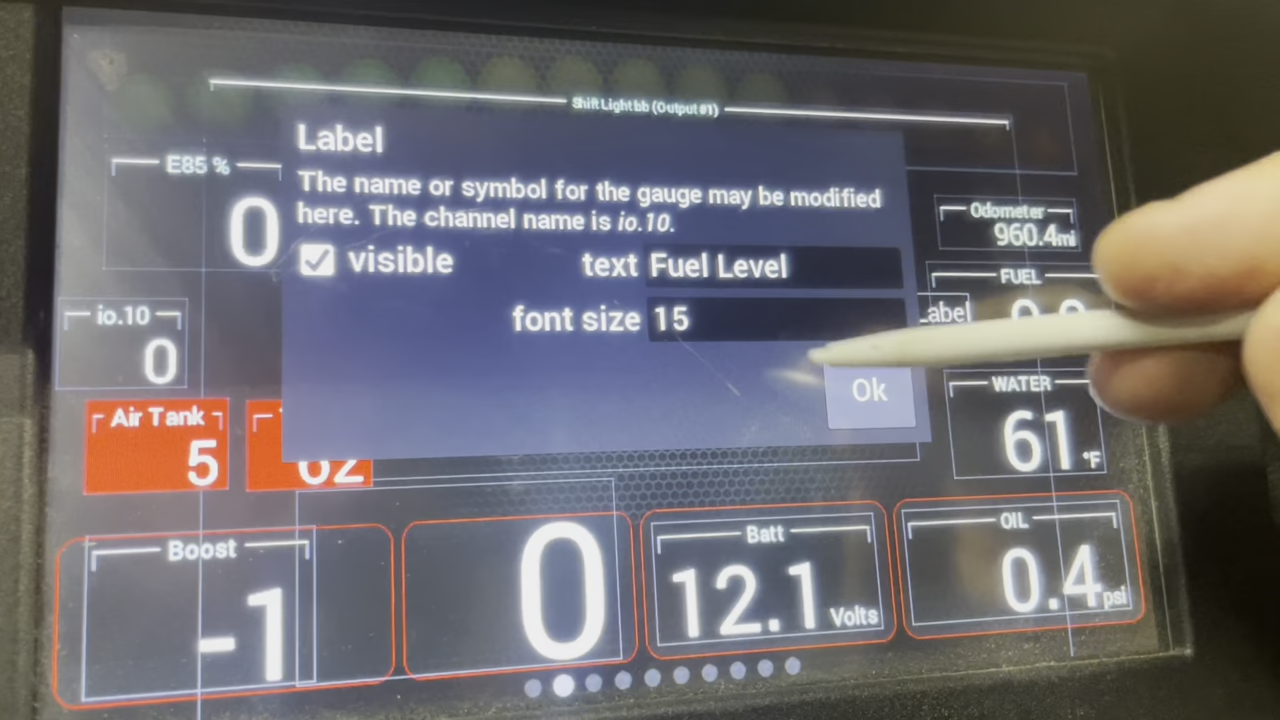 Shift Light bb (Output #1)
Label
E85 %
0
The name or symbol for the gauge may be modified
here. The channel name is io.10.
visible
text Fuel Level
font size 15
Ok
Odometer
960.4mi
FUEL
io.10
0
Air Tank
5
62
WATER
61 °F
Boost
-1
0
Batt
12.1 Volts
OIL
0.4 psi